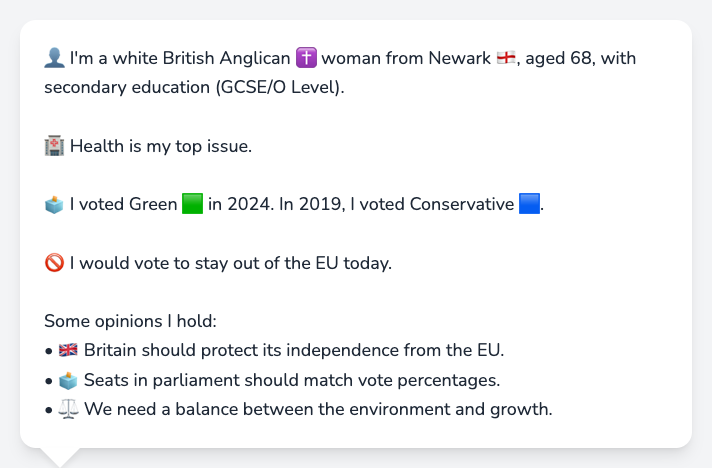 👤 I'm a white British Anglican ✝️ woman from Newark 🏴󠁧󠁢󠁥󠁮󠁧󠁿, aged 68, with
secondary education (GCSE/O Level).
🏥 Health is my top issue.
🗳️ I voted Green 🟩 in 2024. In 2019, I voted Conservative 🟦.
🚫 I would vote to stay out of the EU today.
Some opinions I hold:
• 🇬🇧 Britain should protect its independence from the EU.
• 🗳️ Seats in parliament should match vote percentages.
• ⚖️ We need a balance between the environment and growth.